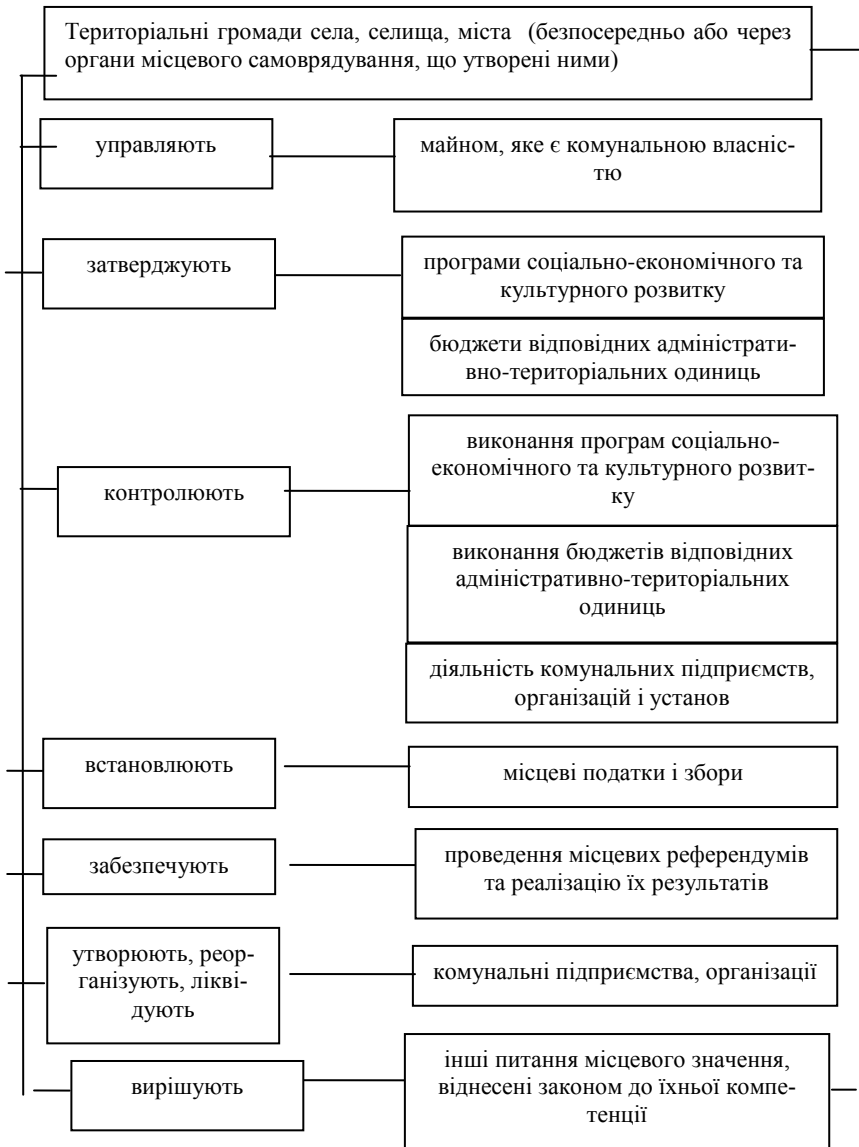 Територіальні громади села, селища, міста (безпосередньо або через
органи місцевого самоврядування, що утворені ними)
управляють
майном, яке є комунальною власніс-
тю
затверджують
програми соціально-економічного та
культурного розвитку
бюджети відповідних адміністрати-
вно-територіальних одиниць
контролюють
виконання програм соціально-
економічного та культурного розвит-
ку
виконання бюджетів відповідних
адміністративно-територіальних
одиниць
діяльність комунальних підприємств,
організацій і установ
встановлюють
місцеві податки і збори
забезпечують
проведення місцевих референдумів
та реалізацію їх результатів
утворюють, реор-
ганізують, лікві-
дують
комунальні підприємства, організації
вирішують
інші питання місцевого значення,
віднесені законом до їхньої компе-
тенції